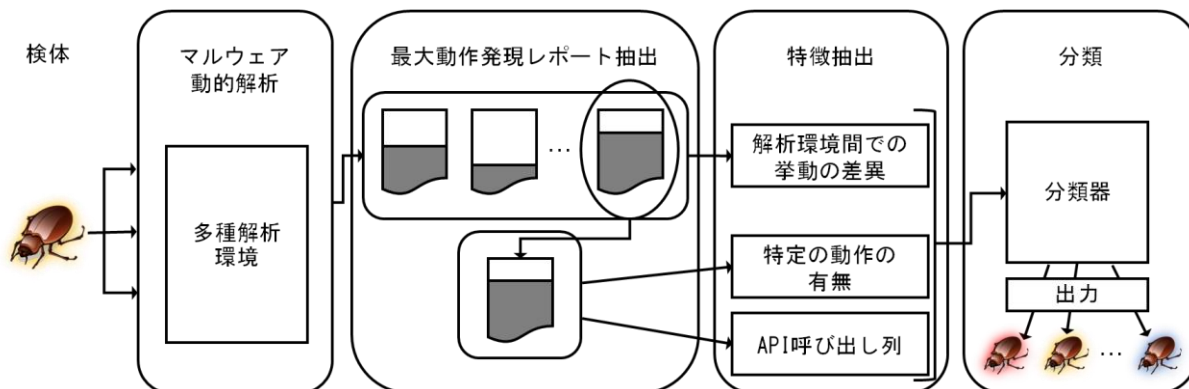 検体
マルウェア
動的解析
多種解析
環境
最大動作発現レポート抽出
…
特徴抽出
解析環境間での
挙動の差異
特定の動作の
有無
API呼び出し列
分類
分類器
出力
…